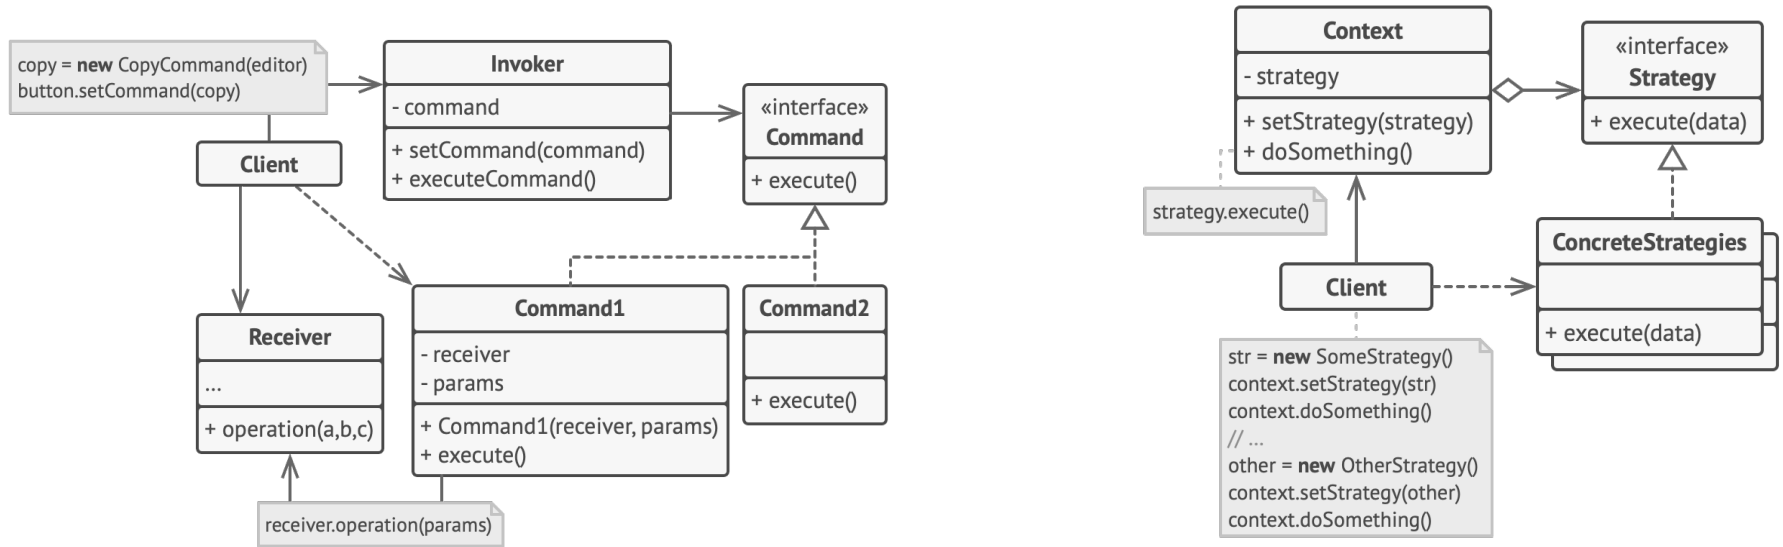 copy = new CopyCommand(editor)
button.setCommand(copy)
Client
Invoker
- command
+ setCommand(command)
+ executeCommand()
«interface»
Command
+ execute()
Receiver
...
+ operation(a,b,c)
Command1
- receiver
- params
+ Command1(receiver, params)
+ execute()
Command2
+ execute()
receiver.operation(params)
Context
- strategy
+ setStrategy(strategy)
+ doSomething()
«interface»
Strategy
+ execute(data)
strategy.execute()
Client
ConcreteStrategies
+ execute(data)
str = new SomeStrategy()
context.setStrategy(str)
context.doSomething()
// ...
other = new OtherStrategy()
context.setStrategy(other)
context.doSomething()